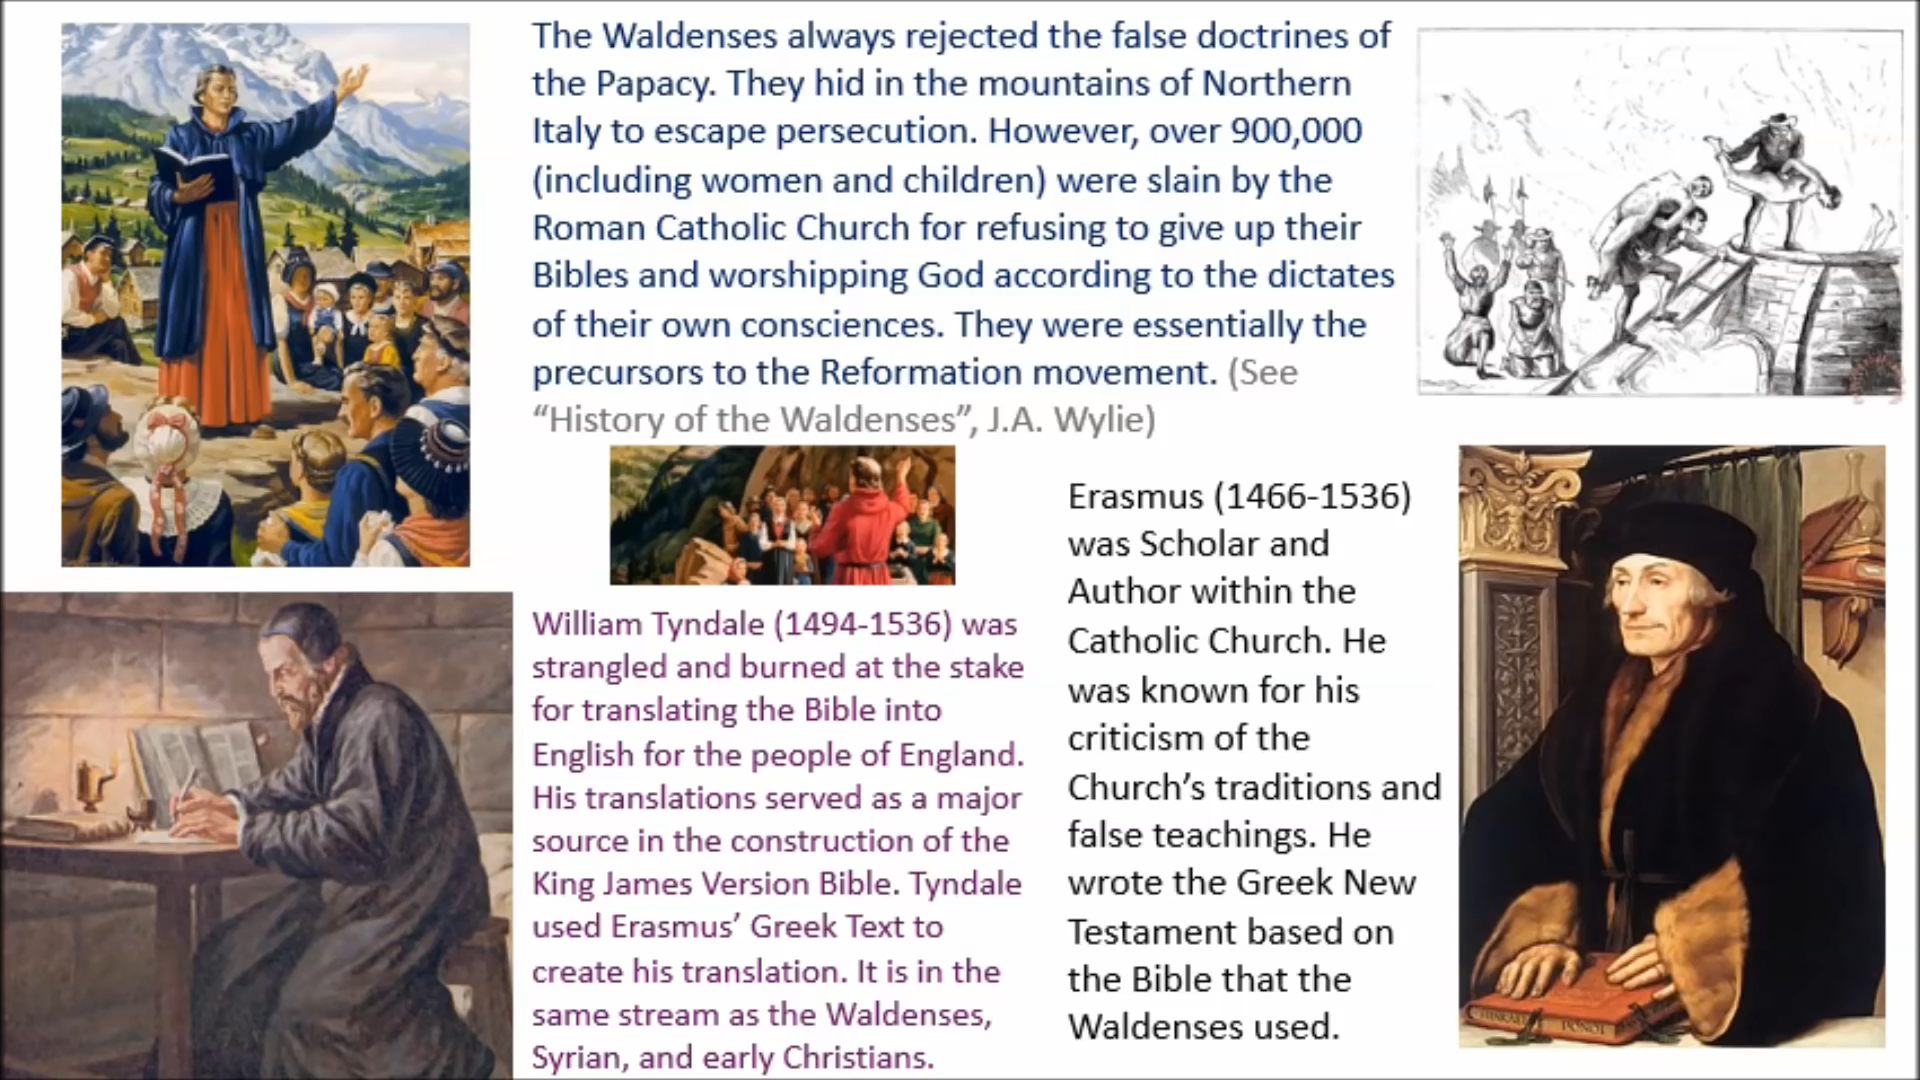 The Waldenses always rejected the false doctrines of
the Papacy. They hid in the mountains of Northern
Italy to escape persecution. However, over 900,000
(including women and children) were slain by the
Roman Catholic Church for refusing to give up their
Bibles and worshipping God according to the dictates
of their own consciences. They were essentially the
precursors to the Reformation movement. (See
“History of the Waldenses”, J.A. Wylie)
William Tyndale (1494-1536) was
strangled and burned at the stake
for translating the Bible into
English for the people of England.
His translations served as a major
source in the construction of the
King James Version Bible. Tyndale
used Erasmus’ Greek Text to
create his translation. It is in the
same stream as the Waldenses,
Syrian, and early Christians.
Erasmus (1466-1536)
was Scholar and
Author within the
Catholic Church. He
was known for his
criticism of the
Church’s traditions and
false teachings. He
wrote the Greek New
Testament based on
the Bible that the
Waldenses used.